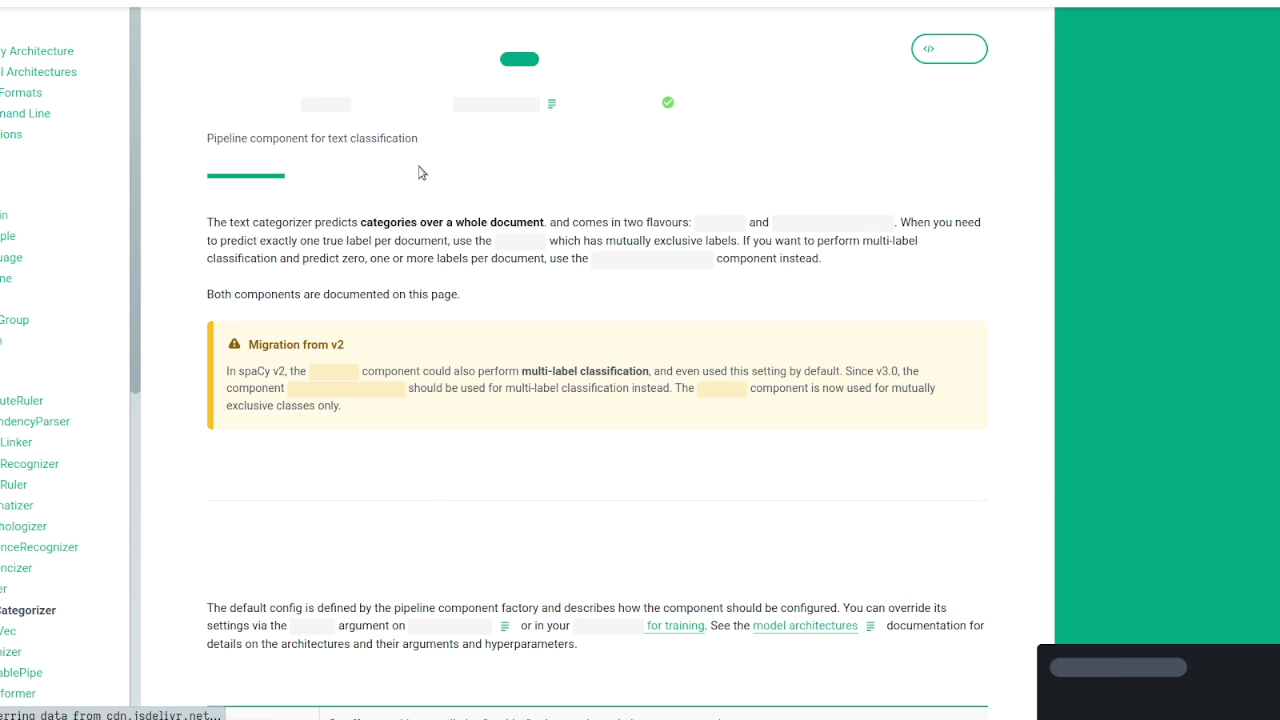 y Architecture
l Architectures
Formats
mand Line
ions
in
ple
uage
me
Group
n
uteRuler
ndencyParser
Linker
Recognizer
Ruler
matizer
hologizer
nceRecognizer
ncizer
er
Categorizer
Vec
nizer
ablePipe
former
erring data from cdn.jsdelivr.net...
</>
Pipeline component for text classification
The text categorizer predicts categories over a whole document. and comes in two flavours: and . When you need
to predict exactly one true label per document, use the which has mutually exclusive labels. If you want to perform multi-label
classification and predict zero, one or more labels per document, use the component instead.
Both components are documented on this page.
Migration from v2
In spaCy v2, the component could also perform multi-label classification, and even used this setting by default. Since v3.0, the
component should be used for multi-label classification instead. The component is now used for mutually
exclusive classes only.
The default config is defined by the pipeline component factory and describes how the component should be configured. You can override its
settings via the argument on or in your for training. See the model architectures documentation for
details on the architectures and their arguments and hyperparameters.